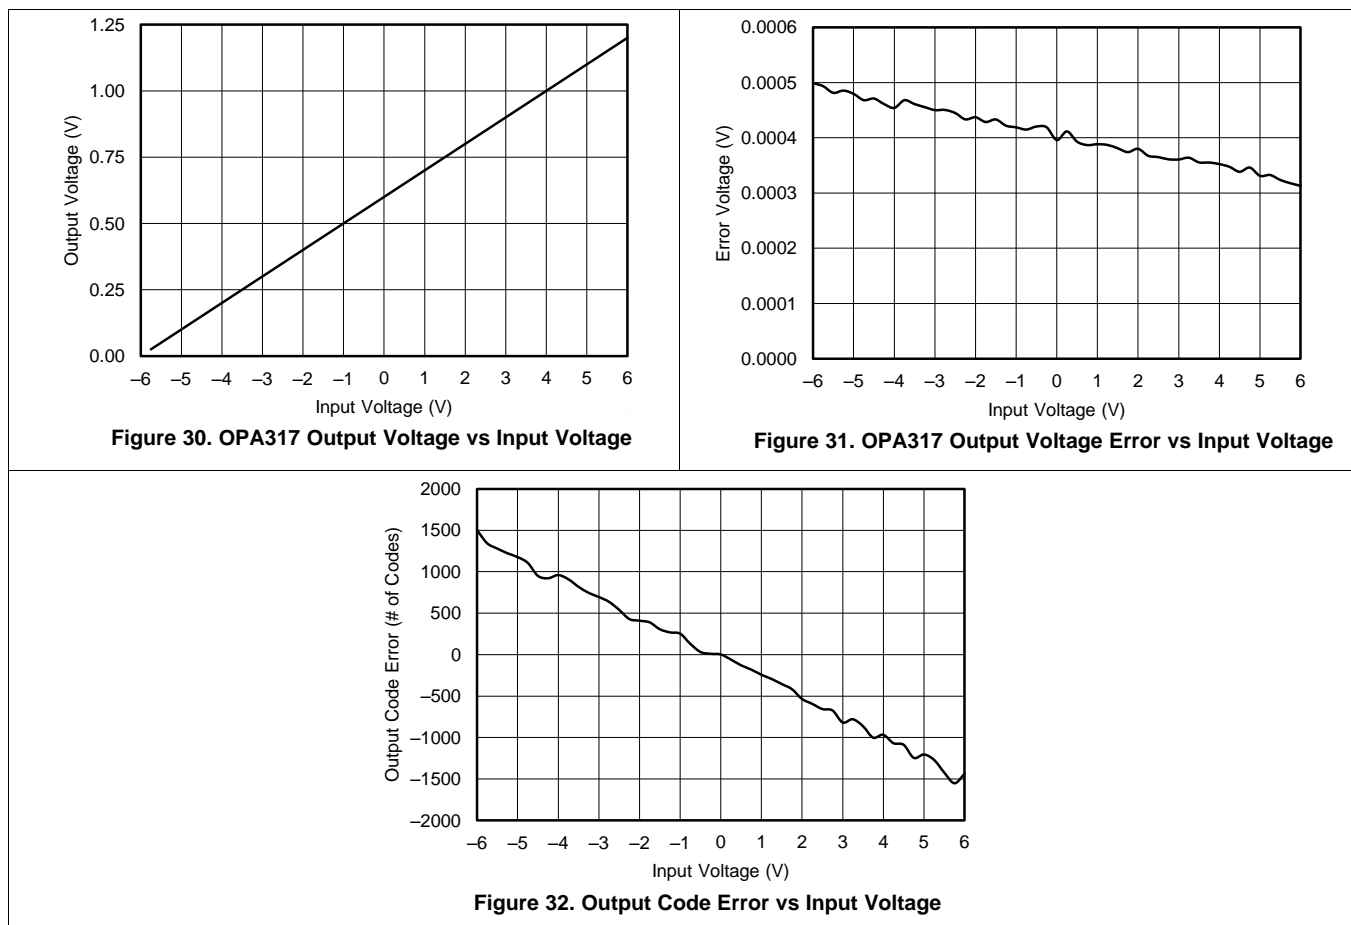 1.25
1.00
0.75
0.50
0.25
0.00
Output Voltage (V)
–6 –5 –4 –3 –2 –1 0 1 2 3 4 5 6
Input Voltage (V)
Figure 30. OPA317 Output Voltage vs Input Voltage
0.0006
0.0005
0.0004
0.0003
0.0002
0.0001
0.0000
Error Voltage (V)
–6 –5 –4 –3 –2 –1 0 1 2 3 4 5 6
Input Voltage (V)
Figure 31. OPA317 Output Voltage Error vs Input Voltage
2000
1500
1000
500
0
–500
–1000
–1500
–2000
Output Code Error (# of Codes)
–6 –5 –4 –3 –2 –1 0 1 2 3 4 5 6
Input Voltage (V)
Figure 32. Output Code Error vs Input Voltage